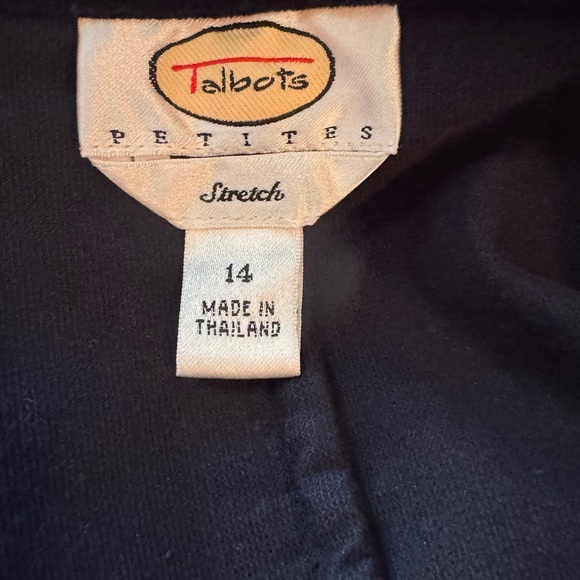 Talbots
PETITES
Stretch
14
MADE IN
THAILAND